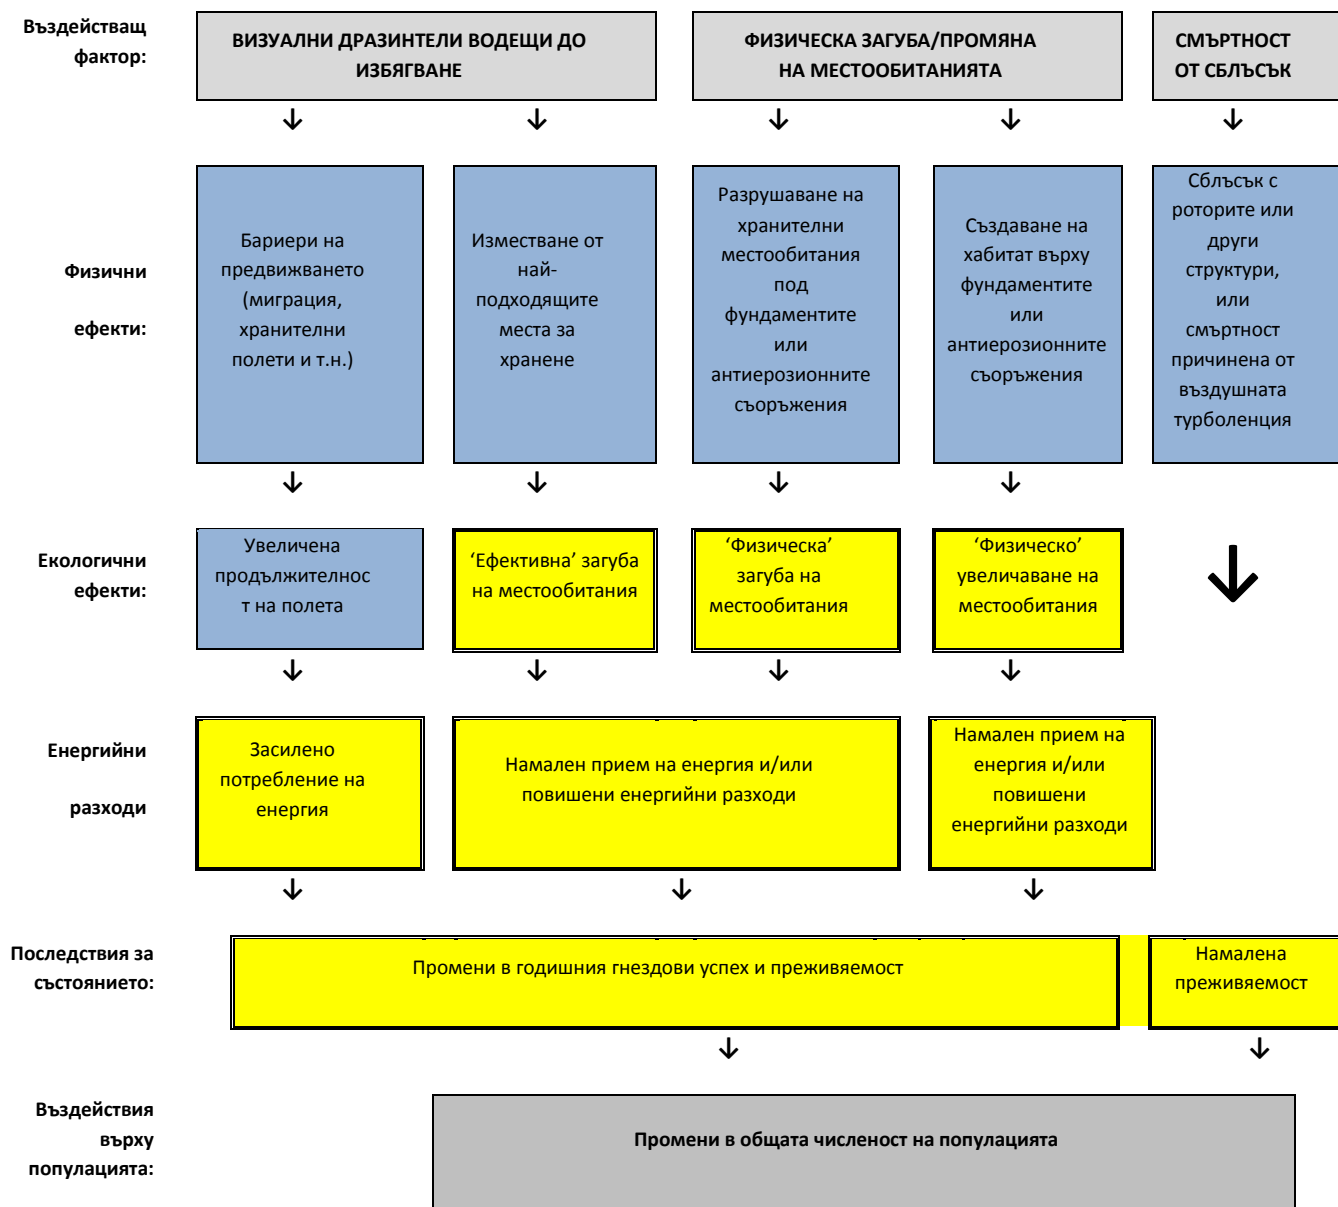 Въздействащ
фактор:
ВИЗУАЛНИ ДРАЗИНТЕЛИ ВОДЕЩИ ДО
ИЗБЯГВАНЕ
ФИЗИЧЕСКА ЗАГУБА/ПРОМЯНА
НА МЕСТООБИТАНИЯТА
СМЪРТНОСТ
ОТ СБЛЪСЪК
Физични
ефекти:
Бариери на
предвижването
(миграция,
хранителни
полети и т.н.)
Изместване от
най-
подходящите
места за
хранене
Разрушаване на
хранителни
местообитания
под
фундаментите
или
антиерозионните
съоръжения
Създаване на
хабитат върху
фундаментите
или
антиерозионните
съоръжения
Сблъсък с
роторите или
други
структури,
или
смъртност
причинена от
въздушната
турболенция
Екологични
ефекти:
Увеличена
продължителнос
т на полета
‘Ефективна’ загуба
на местообитания
‘Физическа’
загуба на
местообитания
‘Физическо’
увеличаване на
местообитания
Енергийни
разходи
Засилено
потребление на
енергия
Намален прием на енергия и/или
повишени енергийни разходи
Намален прием на
енергия и/или
повишени
енергийни разходи
Последствия за
състоянието:
Промени в годишния гнездови успех и преживяемост
Намалена
преживяемост
Въздействия
върху
популацията:
Промени в общата численост на популацията